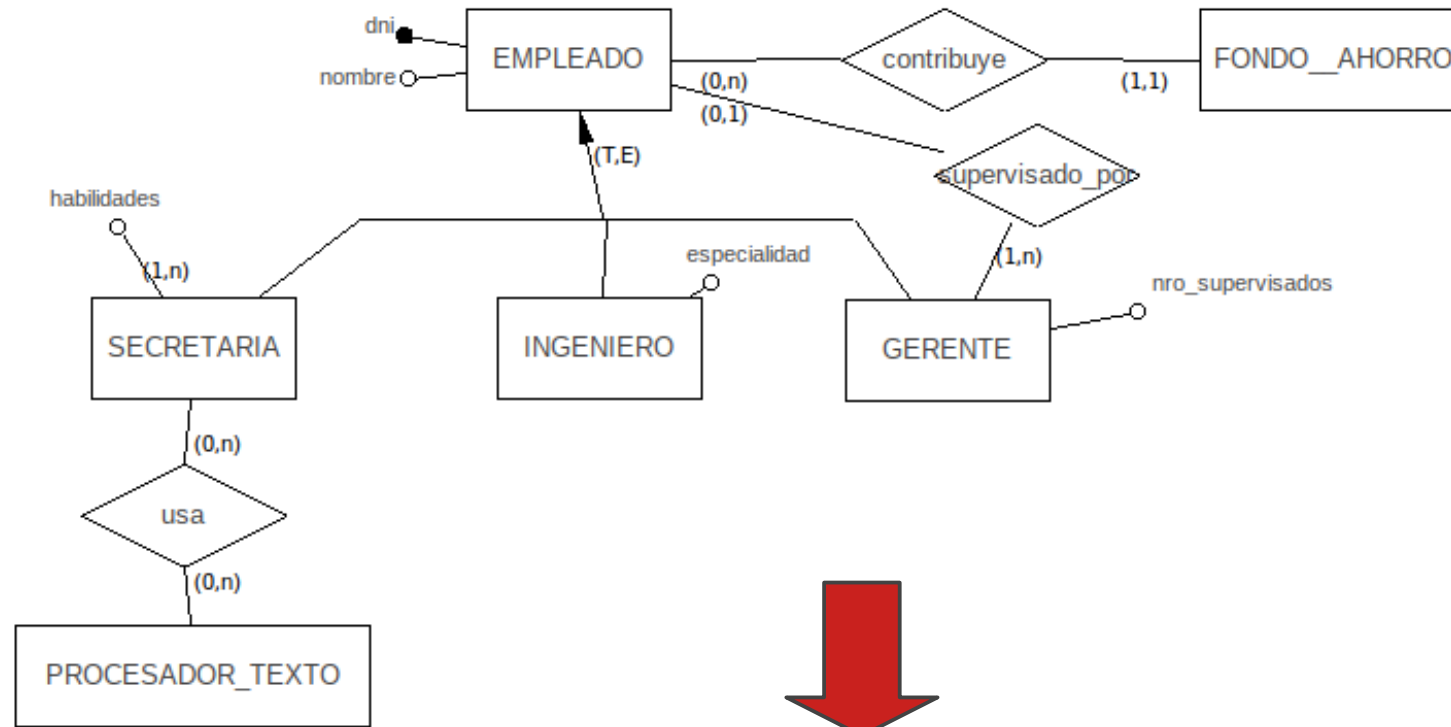 dni
nombre
EMPLEADO
(0,n)
(0,1)
contribuye
(1,1)
FONDO__AHORRO
(T,E)
supervisado_por
(1,n)
habilidades
(1,n)
especialidad
nro_supervisados
SECRETARIA
INGENIERO
GERENTE
(0,n)
usa
(0,n)
PROCESADOR_TEXTO